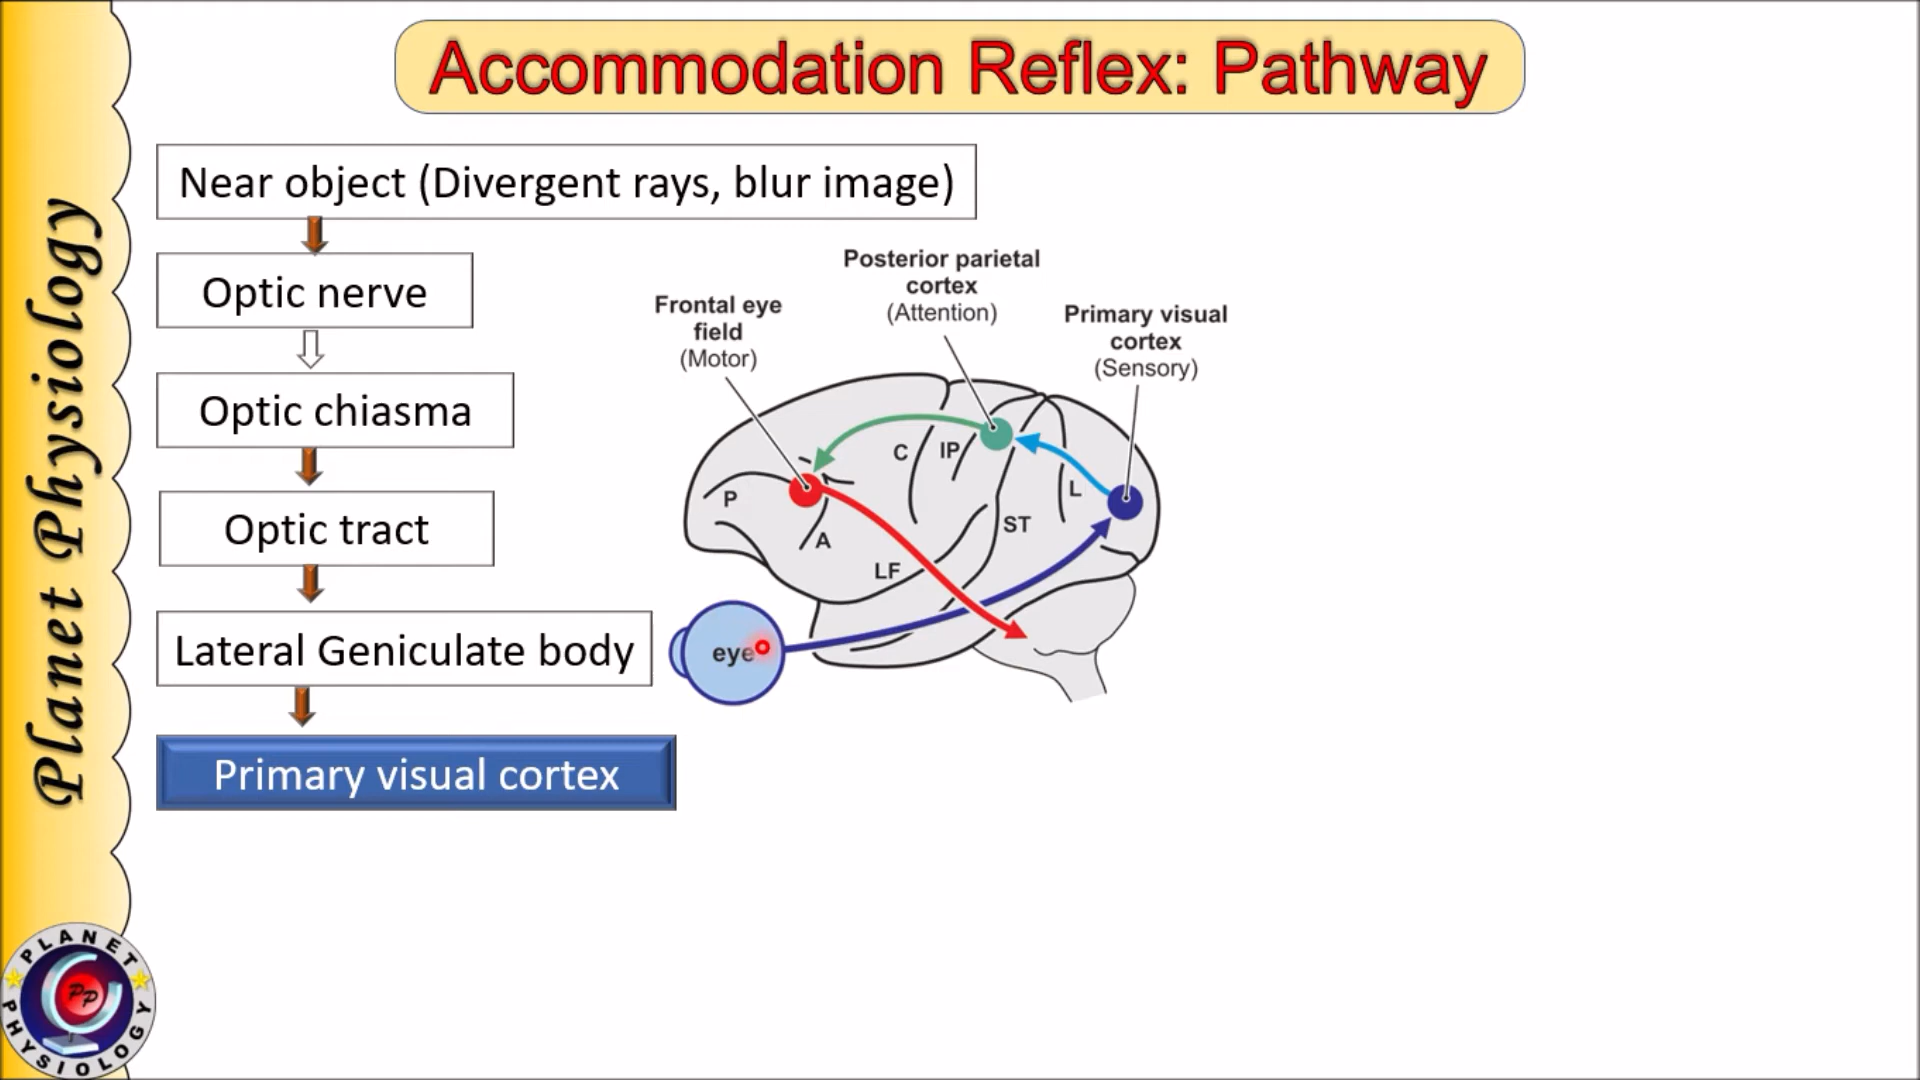 Accommodation Reflex: Pathway
Planet Physiology
Near object (Divergent rays, blur image)
Optic nerve
Optic chiasma
Optic tract
Lateral Geniculate body
Primary visual cortex
Frontal eye
field
(Motor)
Posterior parietal
cortex
(Attention)
Primary visual
cortex
(Sensory)
P
A
C
IP
L
ST
LF
eye
PLANET
PP
PHYSIOLOGY